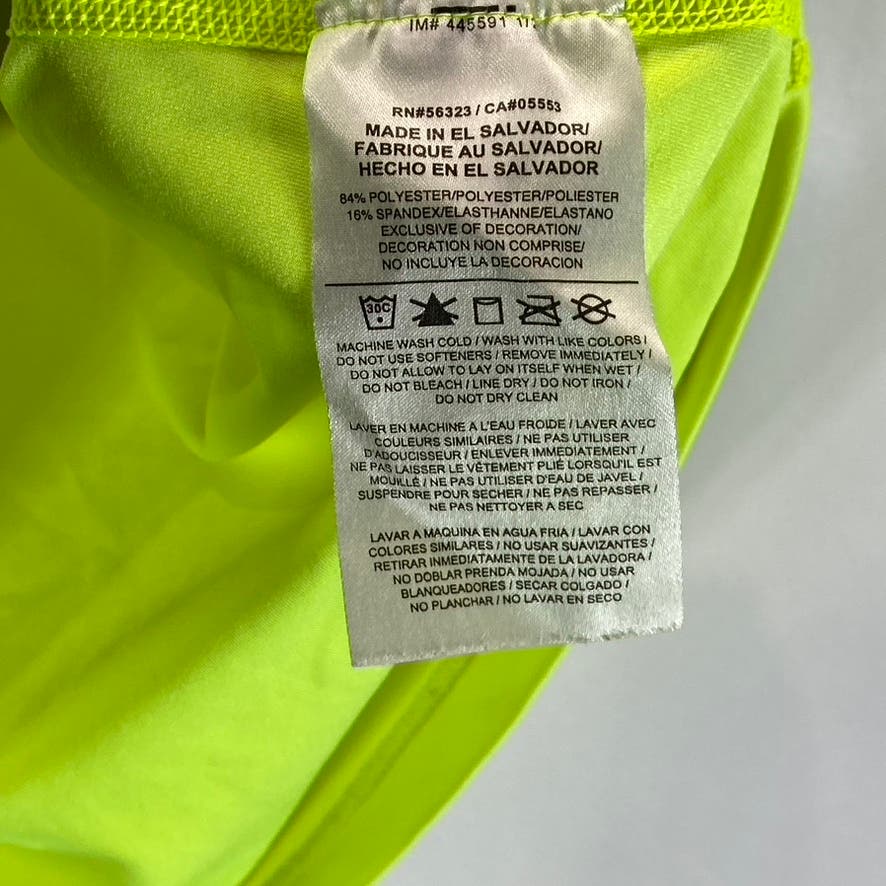 IM# 445591
RN#56323 / CA#05553
MADE IN EL SALVADOR/
FABRIQUE AU SALVADOR/
HECHO EN EL SALVADOR
84% POLYESTER/POLYESTER/POLIESTER
16% SPANDEX/ELASTHANNE/ELASTANO
EXCLUSIVE OF DECORATION/
DECORATION NON COMPRISE/
NO INCLUYE LA DECORACION
30C
MACHINE WASH COLD / WASH WITH LIKE COLORS /
DO NOT USE SOFTENERS / REMOVE IMMEDIATELY /
DO NOT ALLOW TO LAY ON ITSELF WHEN WET /
DO NOT BLEACH / LINE DRY / DO NOT IRON /
DO NOT DRY CLEAN
LAVER EN MACHINE A L'EAU FROIDE / LAVER AVEC
COULEURS SIMILAIRES / NE PAS UTILISER
D'ADOUCISSEUR / ENLEVER IMMEDIATEMENT /
NE PAS LAISSER LE VÊTEMENT PLIÉ LORSQU'IL EST
MOUILLÉ / NE PAS UTILISER D'EAU DE JAVEL /
SUSPENDRE POUR SECHER / NE PAS REPASSER /
NE PAS NETTOYER A SEC
LAVAR A MAQUINA EN AGUA FRIA / LAVAR CON
COLORES SIMILARES / NO USAR SUAVIZANTES /
RETIRAR INMEDIATAMENTE DE LA LAVADORA /
NO DOBLAR PRENDA MOJADA / NO USAR
BLANQUEADORES / SECAR COLGADO /
NO PLANCHAR / NO LAVAR EN SECO